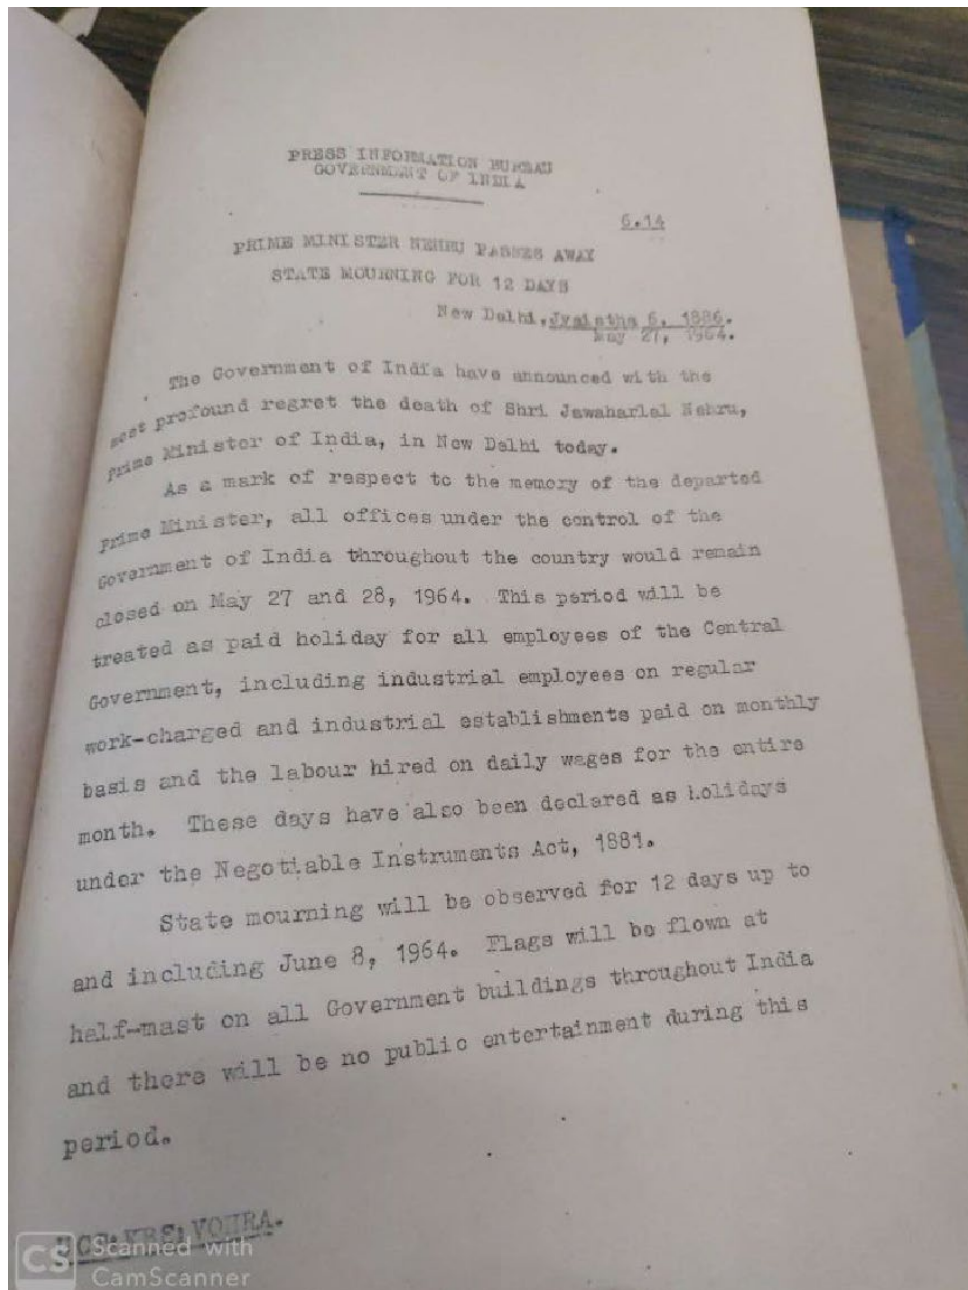 PRESS INFORMATION BUREAU
GOVERNMENT OF INDIA
6.14
PRIME MINISTER NEHRU PASSES AWAY
STATE MOURNING FOR 12 DAYS
New Delhi, Jyaistha 6, 1886.
May 27, 1964.
The Government of India have announced with the
most profound regret the death of Shri Jawaharlal Nehru,
Prime Minister of India, in New Delhi today.
As a mark of respect to the memory of the departed
Prime Minister, all offices under the control of the
Government of India throughout the country would remain
closed on May 27 and 28, 1964. This period will be
treated as paid holiday for all employees of the Central
Government, including industrial employees on regular
work-charged and industrial establishments paid on monthly
basis and the labour hired on daily wages for the entire
month. These days have also been declared as holidays
under the Negotiable Instruments Act, 1881.
State mourning will be observed for 12 days up to
and including June 8, 1964. Flags will be flown at
half-mast on all Government buildings throughout India
and there will be no public entertainment during this
period.
VOHRA.
CS Scanned with
CamScanner